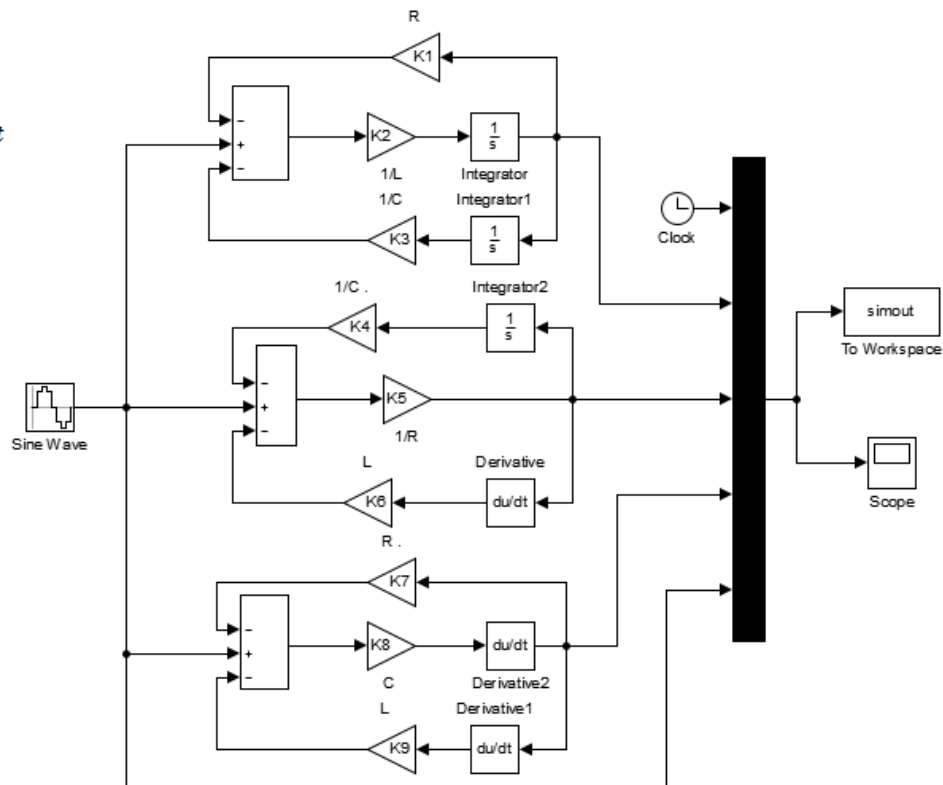 R
K1
t
−
+
−
K2
1/L
1
s
Integrator
1/C
K3
Integrator1
1
s
Clock
1/C .
K4
Integrator2
1
s
simout
To Workspace
−
+
−
K5
1/R
Sine Wave
L
K6
Derivative
du/dt
Scope
R .
K7
−
+
−
K8
C
du/dt
Derivative2
L
K9
Derivative1
du/dt